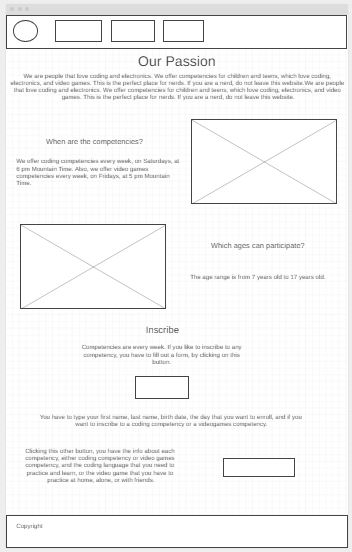 Our Passion
We are people that love coding and electronics. We offer competencies for children and teens, which love coding,
electronics, and video games. This is the perfect place for nerds. If you are a nerd, do not leave this website.We are people
that love coding and electronics. We offer competencies for children and teens, which love coding, electronics, and video
games. This is the perfect place for nerds. If you are a nerd, do not leave this website.
When are the competencies?
We offer coding competencies every week, on Saturdays, at
6 pm Mountain Time. Also, we offer video games
competencies every week, on Fridays, at 5 pm Mountain
Time.
Which ages can participate?
The age range is from 7 years old to 17 years old.
Inscribe
Competencies are every week. If you like to inscribe to any
competency, you have to fill out a form, by clicking on this
button.
You have to type your first name, last name, birth date, the day that you want to enroll, and if you
want to inscribe to a coding competency or a videogames competency.
Clicking this other button, you have the info about each
competency, either coding competency or video games
competency, and the coding language that you need to
practice and learn, or the video game that you have to
practice at home, alone, or with friends.
Copyright